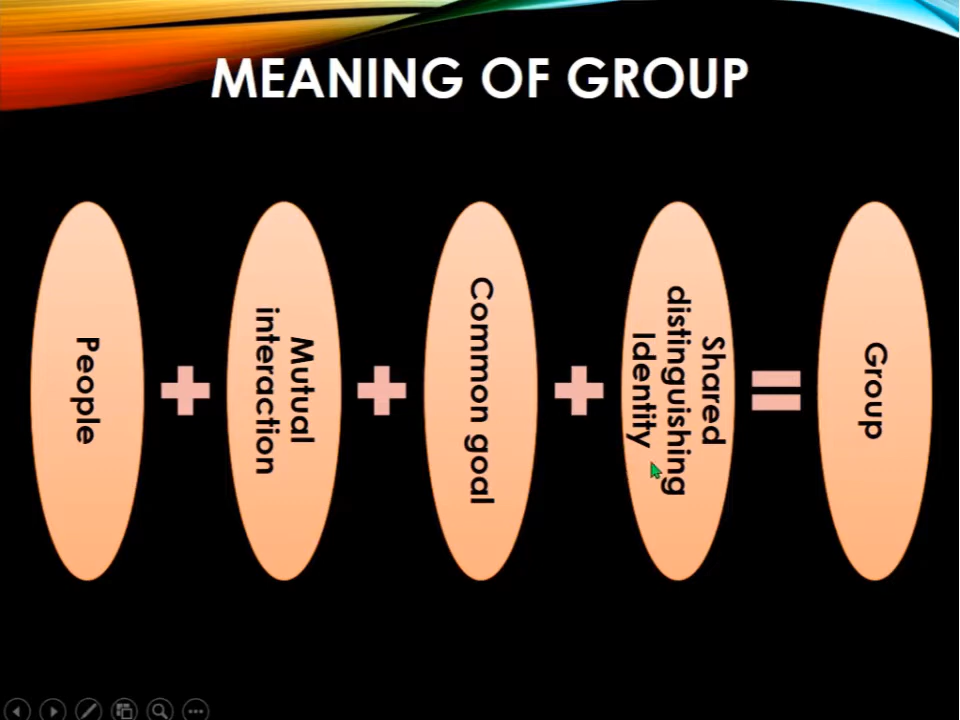 MEANING OF GROUP
People
Mutual
interaction
Common goal
Shared
distinguishing
Identity
Group